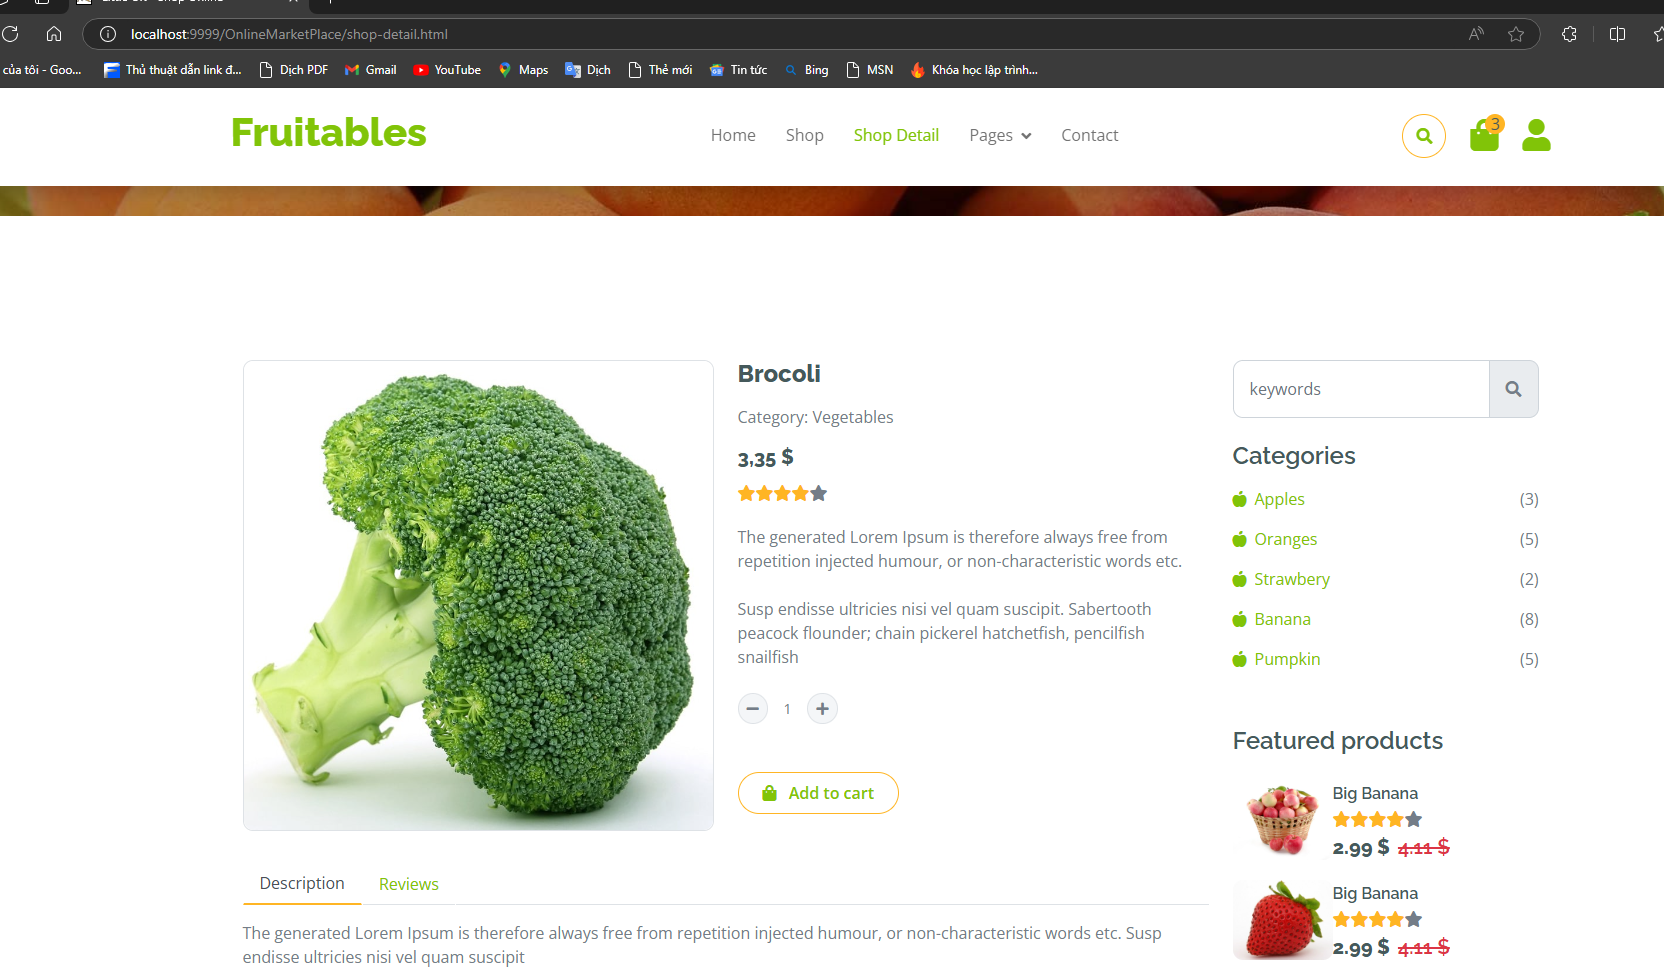 localhost:9999/OnlineMarketPlace/shop-detail.html
của tôi - Goo...
Thủ thuật dẫn link đ...
Dịch PDF
Gmail
YouTube
Maps
Dịch
Thẻ mới
Tin tức
Bing
MSN
Khóa học lập trình...
Fruitables
Home
Shop
Shop Detail
Pages
Contact
3
Brocoli
Category: Vegetables
3,35 $
The generated Lorem Ipsum is therefore always free from
repetition injected humour, or non-characteristic words etc.
Susp endisse ultricies nisi vel quam suscipit. Sabertooth
peacock flounder; chain pickerel hatchetfish, pencilfish
snailfish
1
Add to cart
keywords
Categories
Apples (3)
Oranges (5)
Strawbery (2)
Banana (8)
Pumpkin (5)
Featured products
Big Banana
2.99 $ 4.11 $
Big Banana
2.99 $ 4.11 $
Description
Reviews
The generated Lorem Ipsum is therefore always free from repetition injected humour, or non-characteristic words etc. Susp
endisse ultricies nisi vel quam suscipit